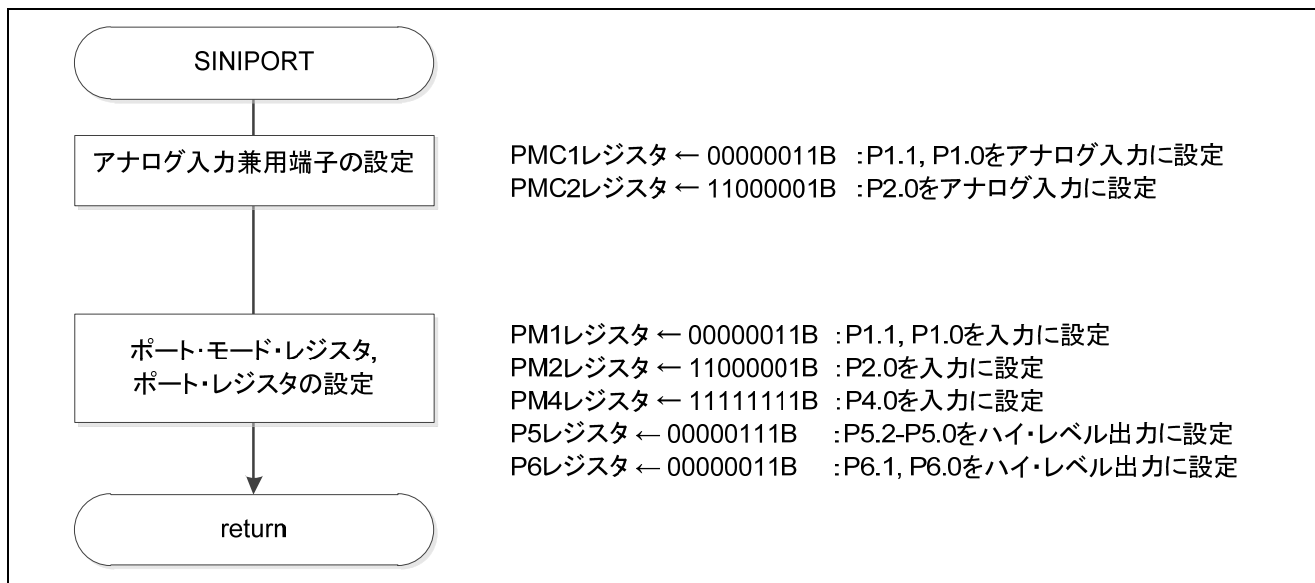 SINIPORT
アナログ入力兼用端子の設定
PMC1レジスタ ← 00000011B :P1.1, P1.0をアナログ入力に設定
PMC2レジスタ ← 11000001B :P2.0をアナログ入力に設定
ポート・モード・レジスタ,
ポート・レジスタの設定
PM1レジスタ ← 00000011B :P1.1, P1.0を入力に設定
PM2レジスタ ← 11000001B :P2.0を入力に設定
PM4レジスタ ← 11111111B :P4.0を入力に設定
P5レジスタ ← 00000111B :P5.2-P5.0をハイ・レベル出力に設定
P6レジスタ ← 00000011B :P6.1, P6.0をハイ・レベル出力に設定
return